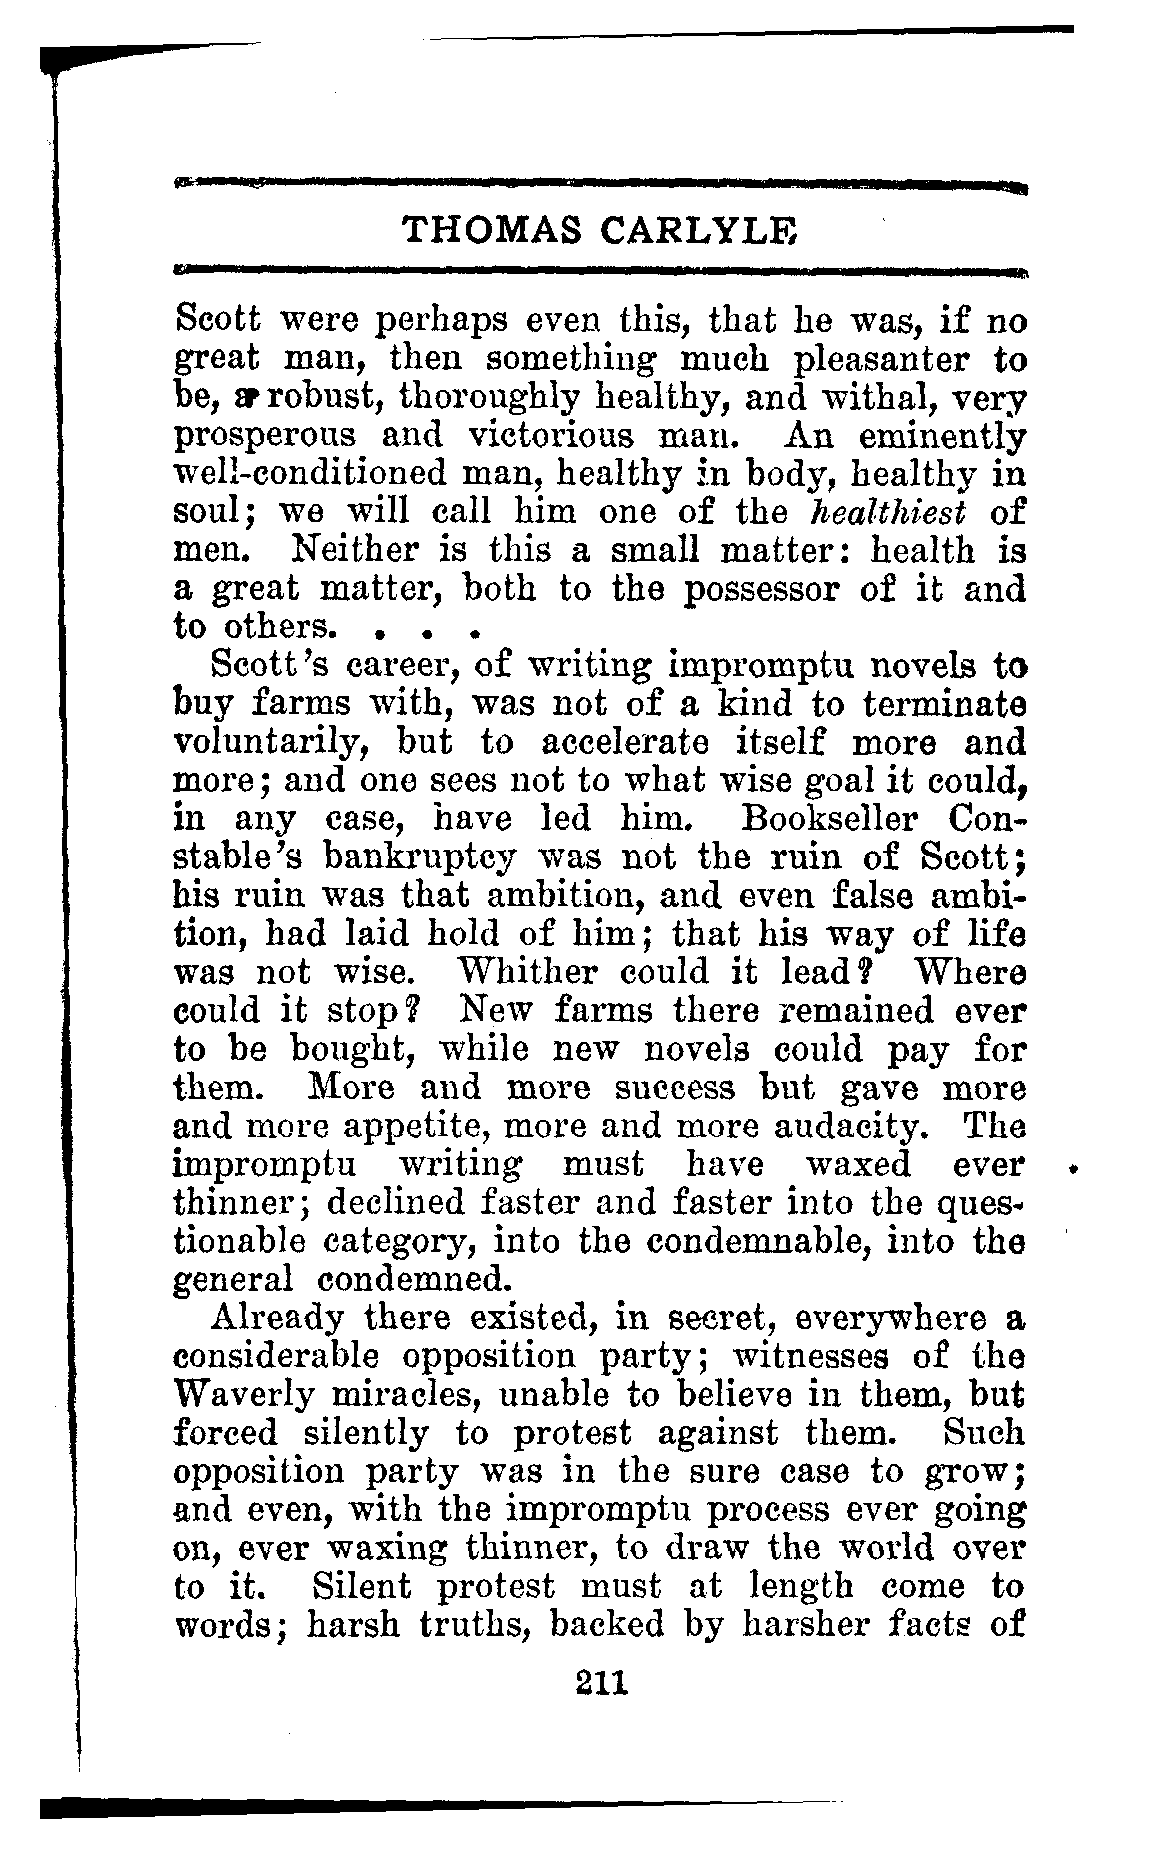 THOMAS CARLYLE
Scott were perhaps even this, that he was, if no
great man, then something much pleasanter to
be, a robust, thoroughly healthy, and withal, very
prosperous and victorious man. An eminently
well-conditioned man, healthy in body, healthy in
soul; we will call him one of the healthiest of
men. Neither is this a small matter: health is
a great matter, both to the possessor of it and
to others. . . .
Scott's career, of writing impromptu novels to
buy farms with, was not of a kind to terminate
voluntarily, but to accelerate itself more and
more; and one sees not to what wise goal it could,
in any case, have led him. Bookseller Con-
stable's bankruptcy was not the ruin of Scott;
his ruin was that ambition, and even false ambi-
tion, had laid hold of him; that his way of life
was not wise. Whither could it lead? Where
could it stop? New farms there remained ever
to be bought, while new novels could pay for
them. More and more success but gave more
and more appetite, more and more audacity. The
impromptu writing must have waxed ever
thinner; declined faster and faster into the ques-
tionable category, into the condemnable, into the
general condemned.
Already there existed, in secret, everywhere a
considerable opposition party; witnesses of the
Waverly miracles, unable to believe in them, but
forced silently to protest against them. Such
opposition party was in the sure case to grow;
and even, with the impromptu process ever going
on, ever waxing thinner, to draw the world over
to it. Silent protest must at length come to
words; harsh truths, backed by harsher facts of
211